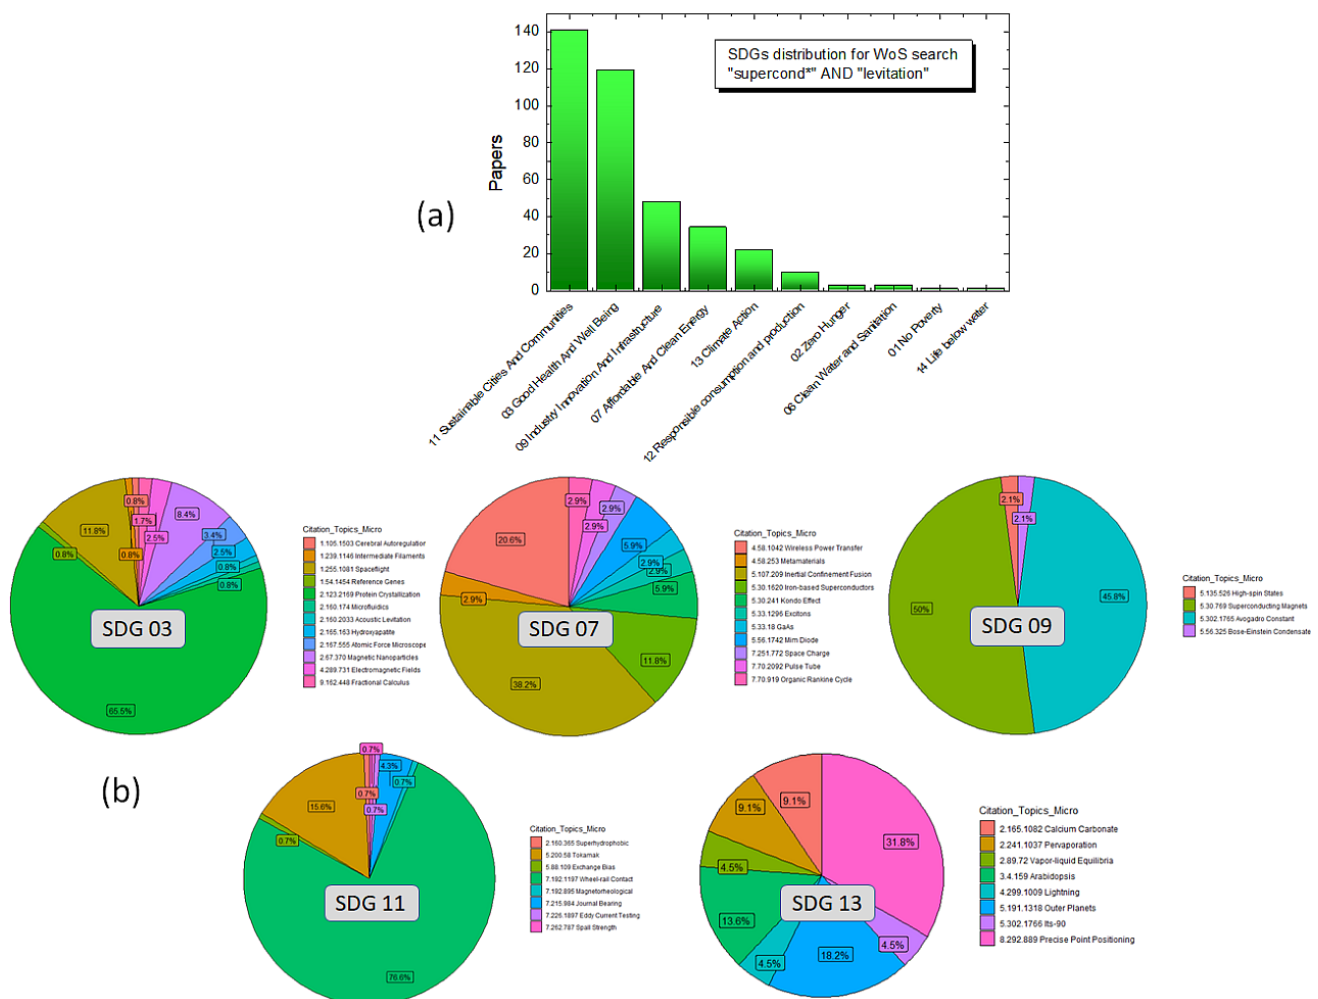 140
120
100
80
60
40
20
0
Papers
SDGs distribution for WoS search
"supercond*" AND "levitation"
(a)
11 Sustainable Cities And Communities
03 Good Health And Well Being
09 Industry Innovation And Infrastructure
07 Affordable And Clean Energy
13 Climate Action
12 Responsible consumption and production
02 Zero Hunger
06 Clean Water and Sanitation
01 No Poverty
14 Life below water
0.8%
1.7%
2.5%
8.4%
3.4%
2.5%
0.8%
0.8%
11.8%
0.8%
0.8%
65.5%
SDG 03
Citation_Topics_Micro
1.105.1503 Cerebral Autoregulation
1.239.1146 Intermediate Filaments
1.255.1081 Spaceflight
1.54.1454 Reference Genes
2.123.2169 Protein Crystallization
2.160.174 Microfluidics
2.160.2033 Acoustic Levitation
2.165.163 Hydroxyapatite
2.167.555 Atomic Force Microscope
2.67.370 Magnetic Nanoparticles
4.289.731 Electromagnetic Fields
9.162.448 Fractional Calculus
20.6%
2.9%
2.9%
2.9%
5.9%
2.9%
2.9%
5.9%
2.9%
11.8%
38.2%
SDG 07
Citation_Topics_Micro
4.58.1042 Wireless Power Transfer
4.58.253 Metamaterials
5.107.209 Inertial Confinement Fusion
5.30.1620 Iron-based Superconductors
5.30.241 Kondo Effect
5.33.1296 Excitons
5.33.18 GaAs
5.56.1742 Mim Diode
7.251.772 Space Charge
7.70.2092 Pulse Tube
7.70.919 Organic Rankine Cycle
2.1%
2.1%
50%
45.8%
SDG 09
Citation_Topics_Micro
5.135.526 High-spin States
5.30.769 Superconducting Magnets
5.302.1765 Avogadro Constant
5.56.325 Bose-Einstein Condensate
(b)
0.7%
4.3%
0.7%
0.7%
0.7%
15.6%
0.7%
76.6%
SDG 11
Citation_Topics_Micro
2.160.365 Superhydrophobic
5.200.58 Tokamak
5.88.109 Exchange Bias
7.192.1197 Wheel-rail Contact
7.192.895 Magnetorheological
7.215.984 Journal Bearing
7.226.1897 Eddy Current Testing
7.262.787 Spall Strength
9.1%
9.1%
31.8%
4.5%
13.6%
4.5%
18.2%
4.5%
SDG 13
Citation_Topics_Micro
2.165.1082 Calcium Carbonate
2.241.1037 Pervaporation
2.89.72 Vapor-liquid Equilibria
3.4.159 Arabidopsis
4.299.1009 Lightning
5.191.1318 Outer Planets
5.302.1766 Its-90
8.292.889 Precise Point Positioning